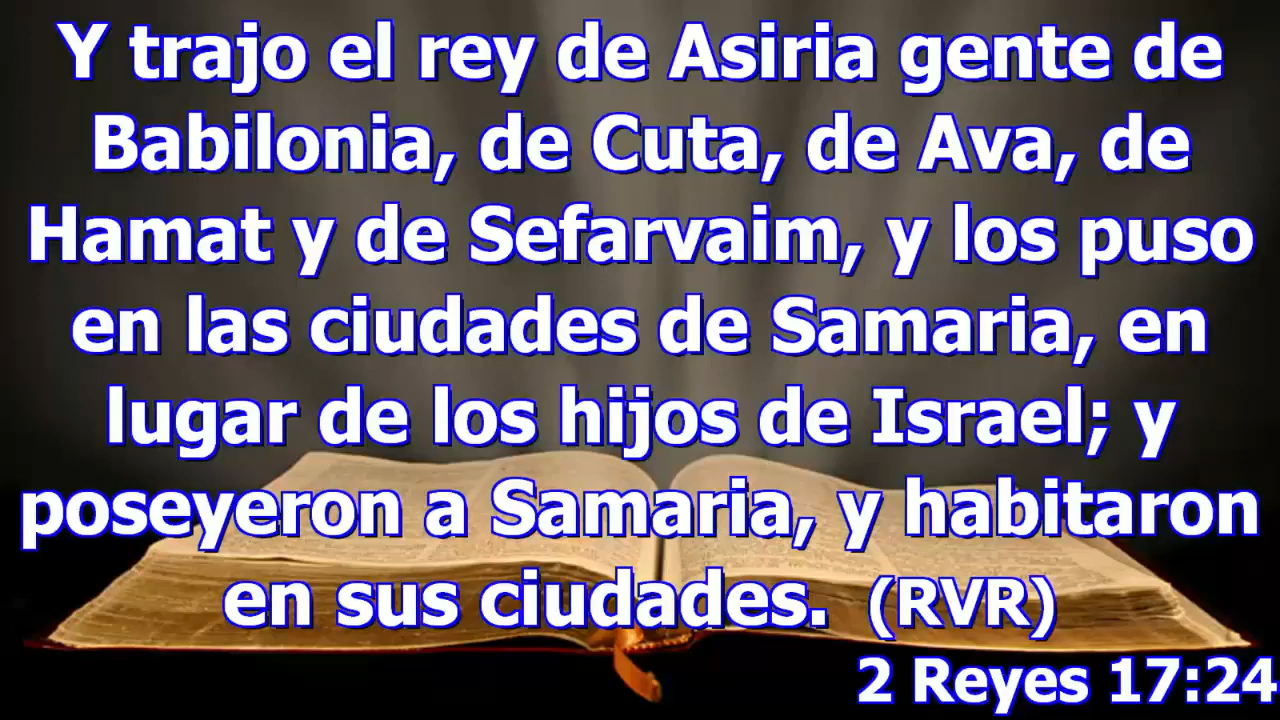 Y trajo el rey de Asiria gente de
Babilonia, de Cuta, de Ava, de
Hamat y de Sefarvaim, y los puso
en las ciudades de Samaria, en
lugar de los hijos de Israel; y
poseyeron a Samaria, y habitaron
en sus ciudades. (RVR)
2 Reyes 17:24